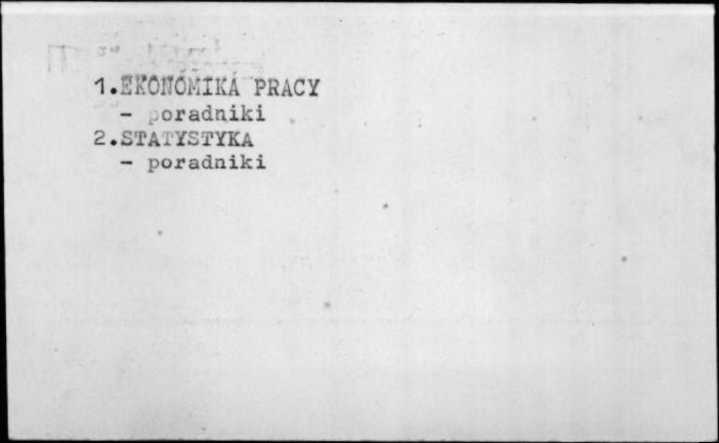 1.EKONOMIKA PRACY
- poradniki
2.STATYSTYKA
- poradniki